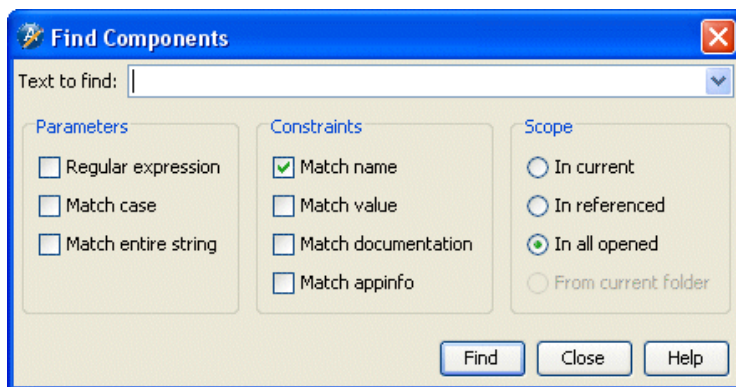 Find Components
Text to find:
Parameters
Regular expression
Match case
Match entire string
Constraints
Match name
Match value
Match documentation
Match appinfo
Scope
In current
In referenced
In all opened
From current folder
Find Close Help